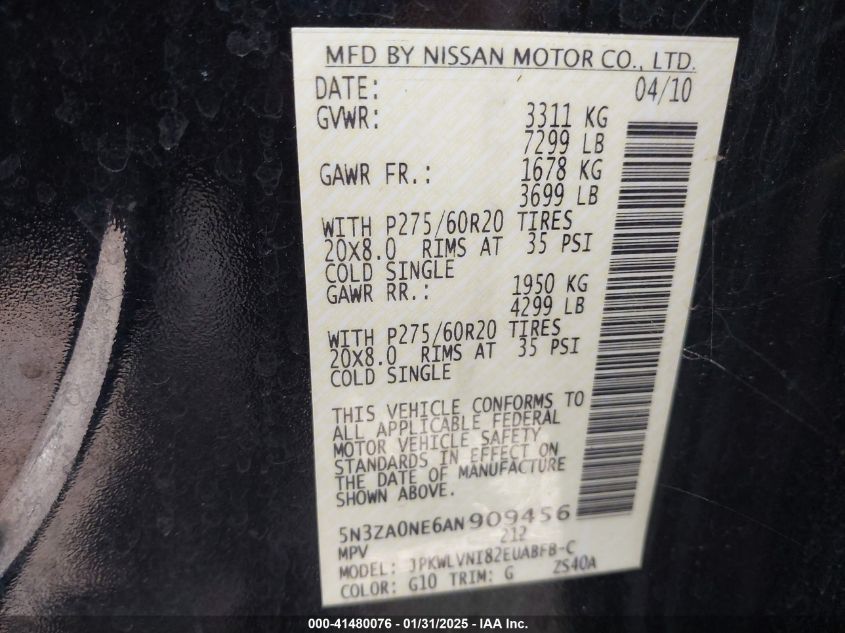 MFD BY NISSAN MOTOR CO., LTD.
DATE: 04/10
GVWR: 3311 KG
7299 LB
GAWR FR.: 1678 KG
3699 LB
WITH P275/60R20 TIRES
20X8.0 RIMS AT 35 PSI
COLD SINGLE
GAWR RR.: 1950 KG
4299 LB
WITH P275/60R20 TIRES
20X8.0 RIMS AT 35 PSI
COLD SINGLE
THIS VEHICLE CONFORMS TO
ALL APPLICABLE FEDERAL
MOTOR VEHICLE SAFETY
STANDARDS IN EFFECT ON
THE DATE OF MANUFACTURE
SHOWN ABOVE.
5N3ZA0NE6AN 909456
MPV 212
MODEL: JPKWLVNI82EUABFB-C
COLOR: G10 TRIM: G ZS40A
000-41480076 - 01/31/2025 - IAA Inc.